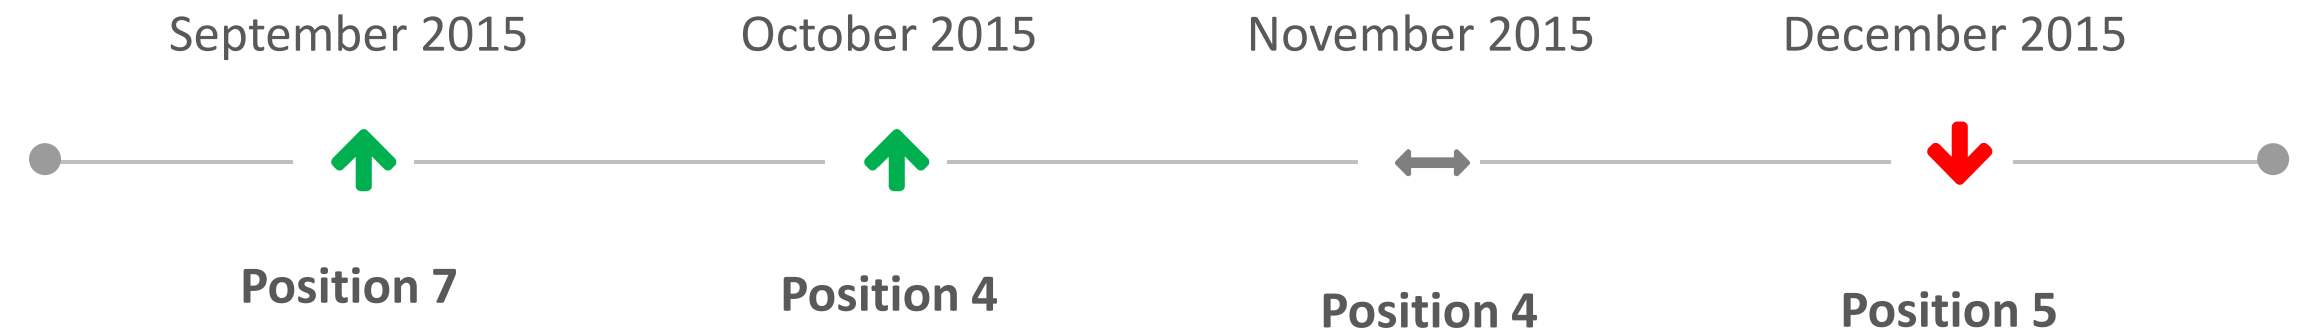 September 2015
October 2015
November 2015
December 2015
Position 7
Position 4
Position 4
Position 5